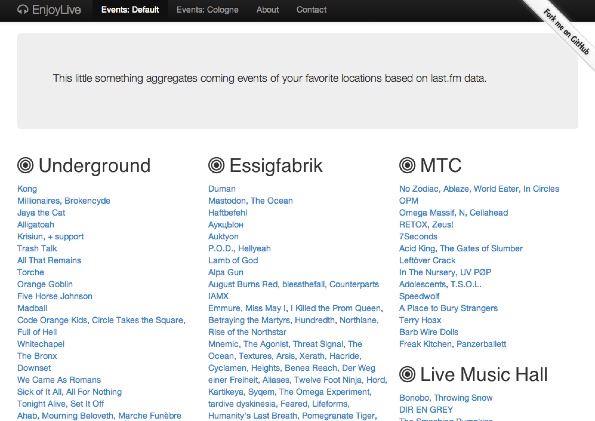 EnjoyLive Events: Default Events: Cologne About Contact
Fork me on GitHub
This little something aggregates coming events of your favorite locations based on last.fm data.
Underground
Kong
Millionaires, Brokencyde
Jaya the Cat
Alligatoah
Krisiun, + support
Trash Talk
All That Remains
Torche
Orange Goblin
Five Horse Johnson
Madball
Code Orange Kids, Circle Takes the Square,
Full of Hell
Whitechapel
The Bronx
Downset
We Came As Romans
Sick of It All, All For Nothing
Tonight Alive, Set It Off
Ahab, Mourning Beloveth, Marche Funèbre
Essigfabrik
Duman
Mastodon, The Ocean
Haftbefehl
АукцЫон
Auktyon
P.O.D., Hellyeah
Lamb of God
Alpa Gun
August Burns Red, blessthefall, Counterparts
IAMX
Emmure, Miss May I, I Killed the Prom Queen,
Betraying the Martyrs, Hundredth, Northlane,
Rise of the Northstar
Mnemic, The Agonist, Threat Signal, The
Ocean, Textures, Arsis, Xerath, Hacride,
Cyclamen, Heights, Benea Reach, Der Weg
einer Freiheit, Aliases, Twelve Foot Ninja, Hord,
Kartikeya, Syqem, The Omega Experiment,
tardive dyskinesia, Feared, Lifeforms,
Humanity's Last Breath, Pomegranate Tiger,
MTC
No Zodiac, Ablaze, World Eater, In Circles
OPM
Omega Massif, N, Cellahead
RETOX, Zeus!
7Seconds
Acid King, The Gates of Slumber
Leftöver Crack
In The Nursery, UV PØP
Adolescents, T.S.O.L.
Speedwolf
A Place to Bury Strangers
Terry Hoax
Barb Wire Dolls
Freak Kitchen, Panzerballett
Live Music Hall
Bonobo, Throwing Snow
DIR EN GREY
The Smashing Pumpkins